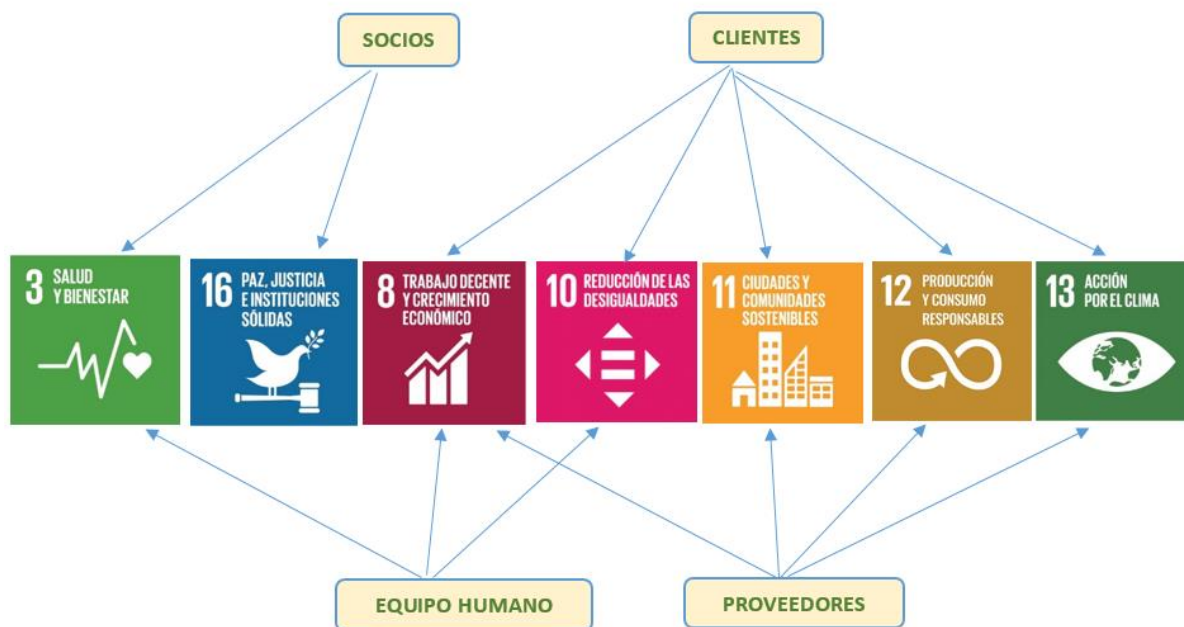 SOCIOS
CLIENTES
3 SALUD
Y BIENESTAR
16 PAZ, JUSTICIA
E INSTITUCIONES
SÓLIDAS
8 TRABAJO DECENTE
Y CRECIMIENTO
ECONÓMICO
10 REDUCCIÓN DE LAS
DESIGUALDADES
11 CIUDADES Y
COMUNIDADES
SOSTENIBLES
12 PRODUCCIÓN
Y CONSUMO
RESPONSABLES
13 ACCIÓN
POR EL CLIMA
EQUIPO HUMANO
PROVEEDORES